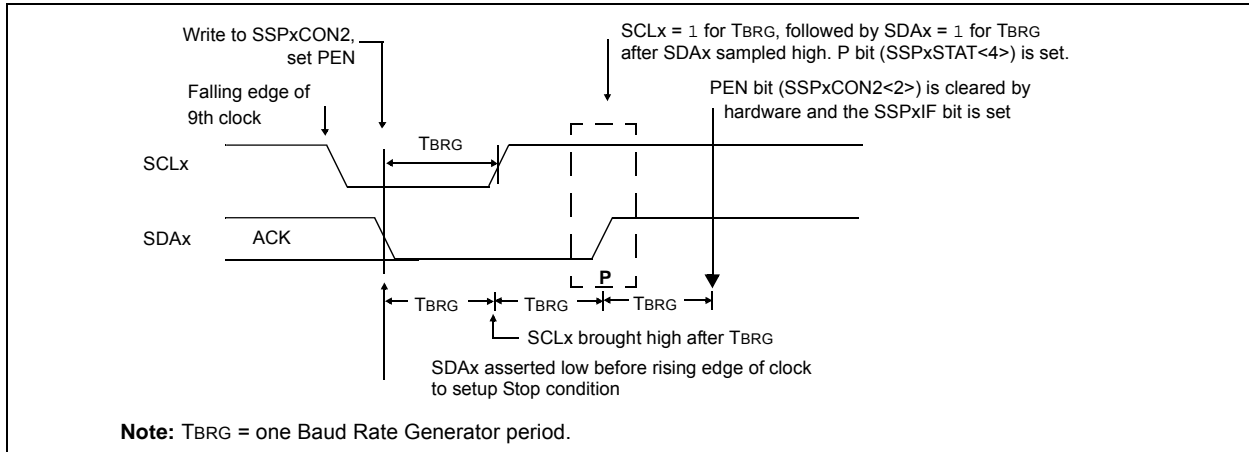 Write to SSPxCON2,
set PEN
SCLx = 1 for TBRG, followed by SDAx = 1 for TBRG
after SDAx sampled high. P bit (SSPxSTAT<4>) is set.
Falling edge of
9th clock
PEN bit (SSPxCON2<2>) is cleared by
hardware and the SSPxIF bit is set
TBRG
SCLx
SDAx
ACK
P
TBRG
TBRG
TBRG
SCLx brought high after TBRG
SDAx asserted low before rising edge of clock
to setup Stop condition
Note: TBRG = one Baud Rate Generator period.